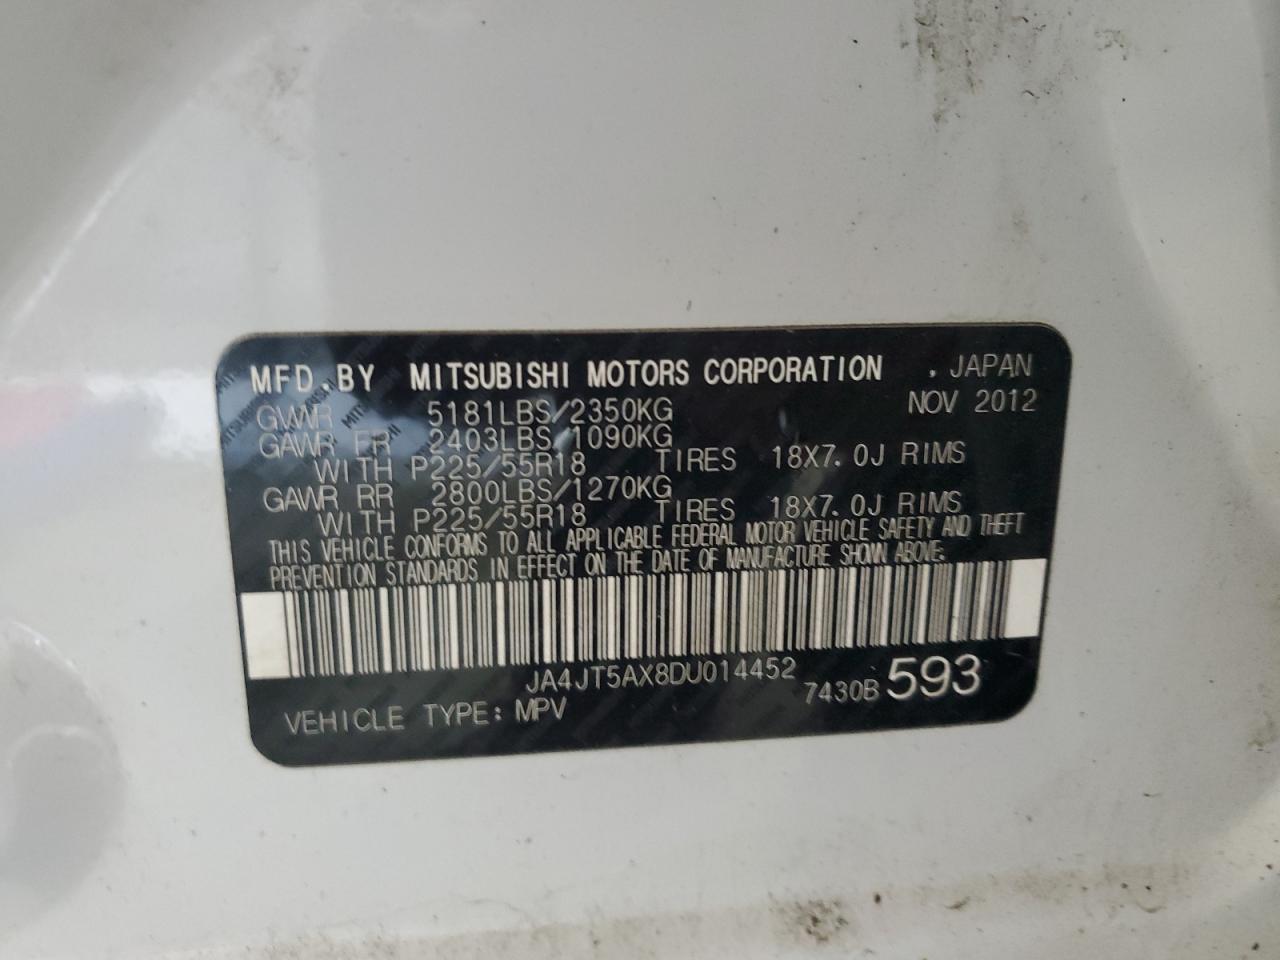 MFD.BY MITSUBISHI MOTORS CORPORATION , JAPAN
GVWR 5181LBS/2350KG NOV 2012
GAWR FR 2403LBS/1090KG
WITH P225/55R18 TIRES 18X7.0J RIMS
GAWR RR 2800LBS/1270KG
WITH P225/55R18 TIRES 18X7.0J RIMS
THIS VEHICLE CONFORMS TO ALL APPLICABLE FEDERAL MOTOR VEHICLE SAFETY AND THEFT
PREVENTION STANDARDS IN EFFECT ON THE DATE OF MANUFACTURE SHOWN ABOVE.
JA4JT5AX8DU014452
7430B 593
VEHICLE TYPE: MPV